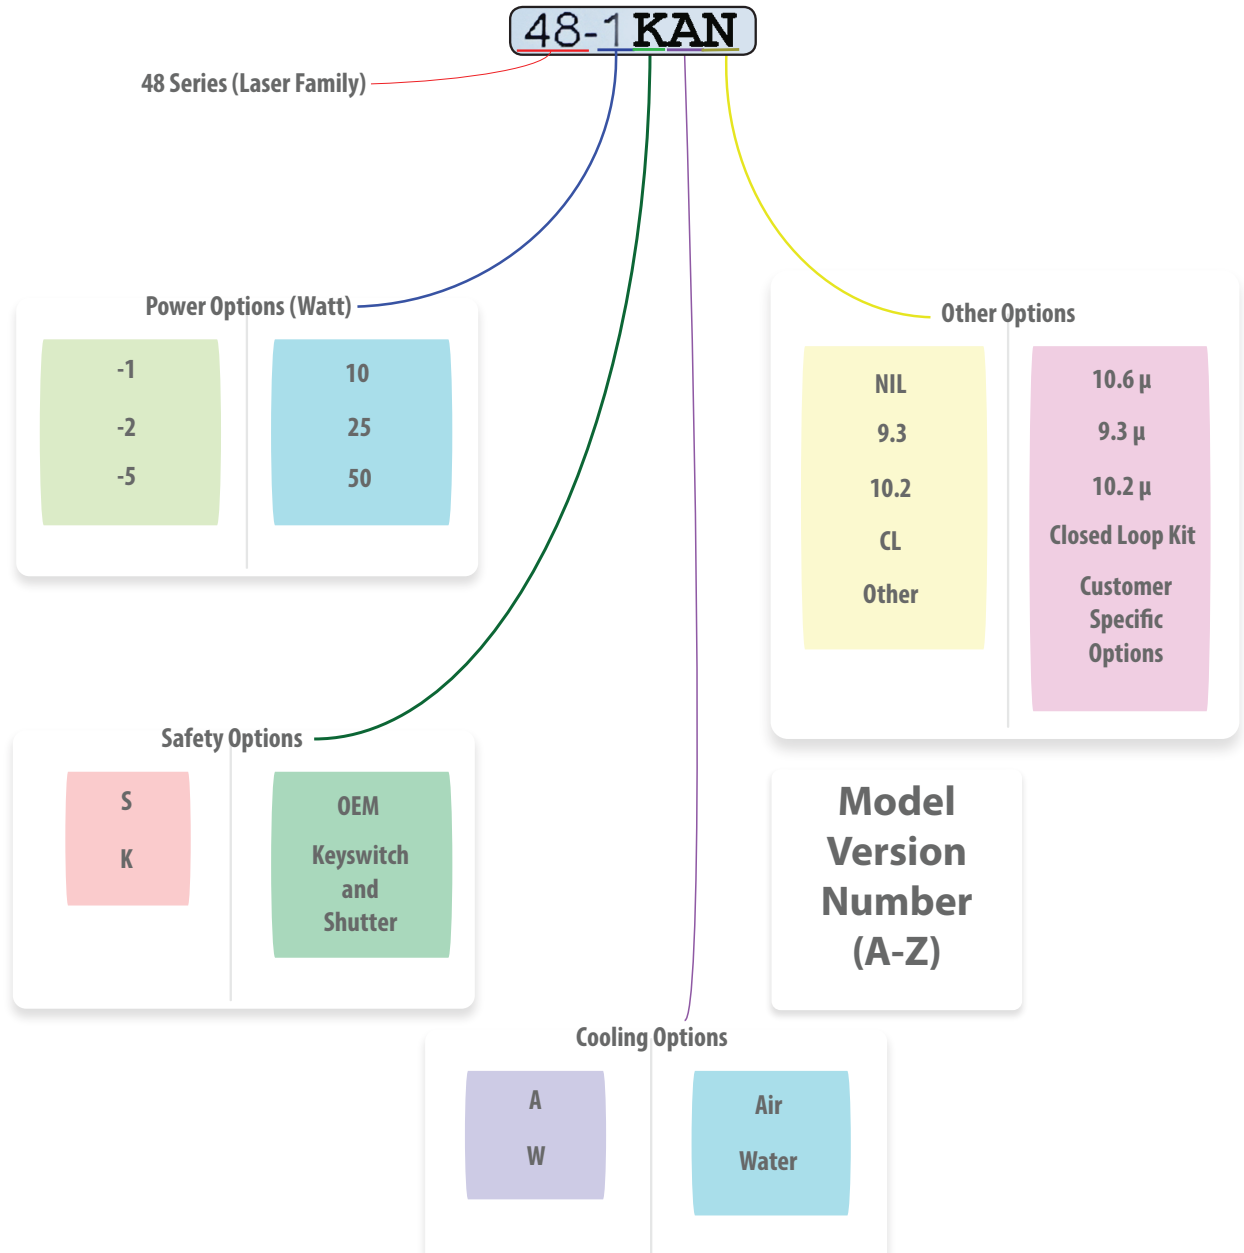 48-1KAN
48 Series (Laser Family)
Power Options (Watt)
-1
10
-2
25
-5
50
Other Options
NIL
10.6 µ
9.3
9.3 µ
10.2
10.2 µ
CL
Closed Loop Kit
Other
Customer
Specific
Options
Safety Options
S
OEM
K
Keyswitch
and
Shutter
Model
Version
Number
(A-Z)
Cooling Options
A
Air
W
Water